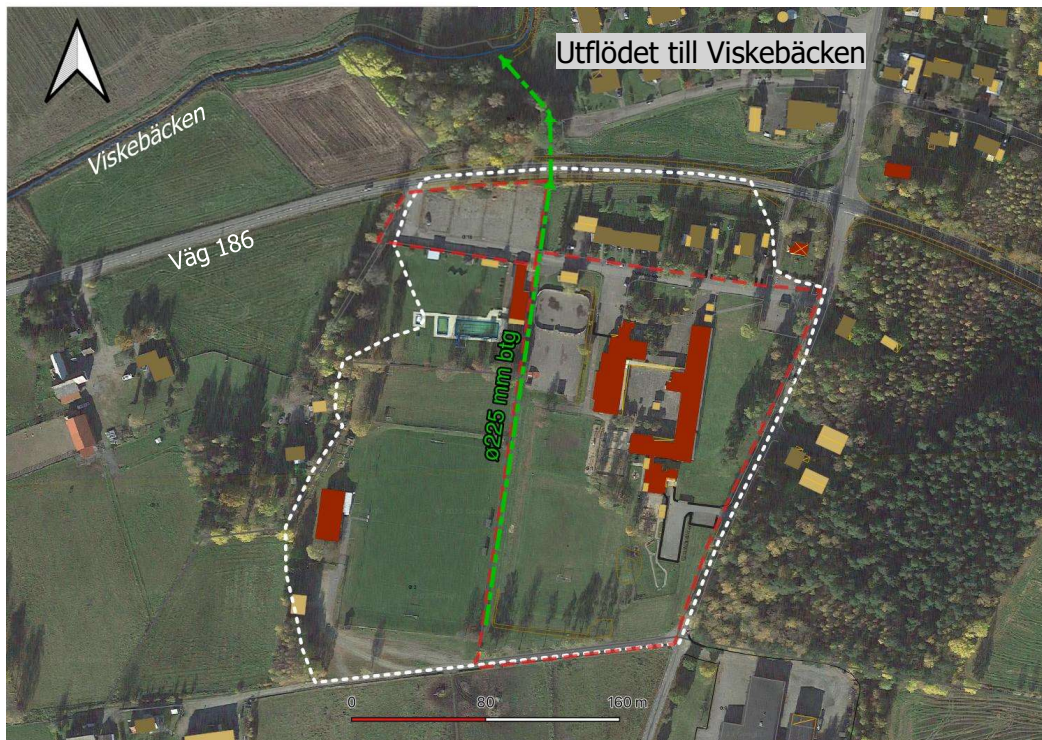 Utflödet till Viskebäcken
Viskebäcken
Väg 186
ø225 mm btg
0 80 160 m